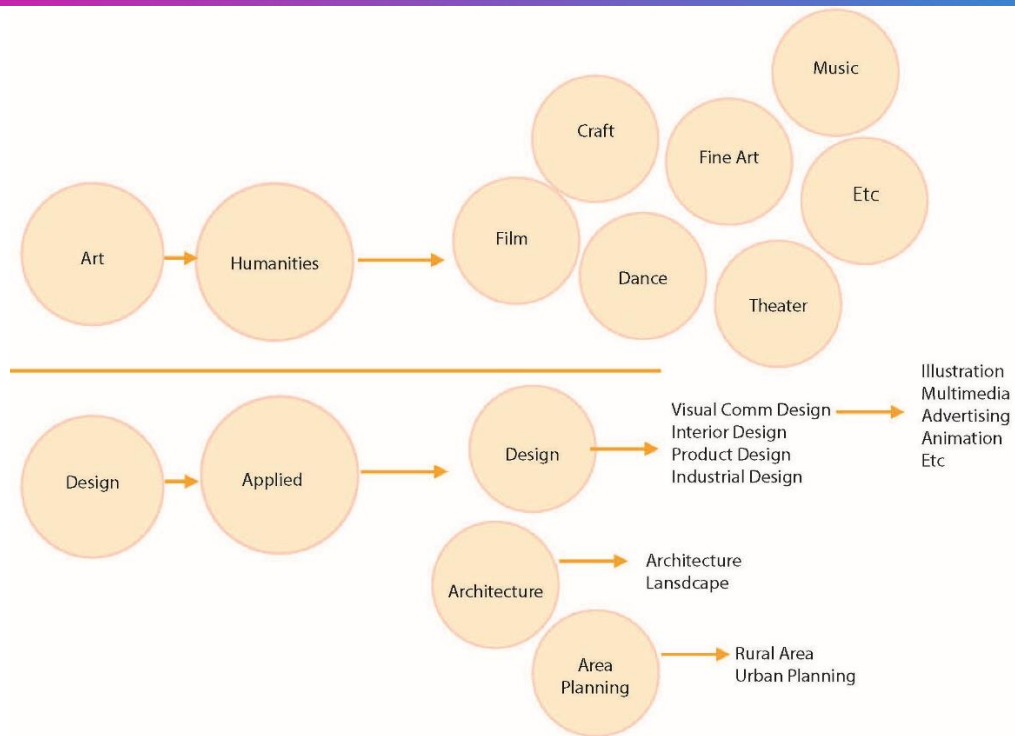 Music
Craft
Fine Art
Etc
Film
Art
Humanities
Dance
Theater
Illustration
Multimedia
Advertising
Animation
Etc
Visual Comm Design
Interior Design
Product Design
Industrial Design
Design
Design
Applied
Architecture
Architecture
Lansdcape
Area
Planning
Rural Area
Urban Planning